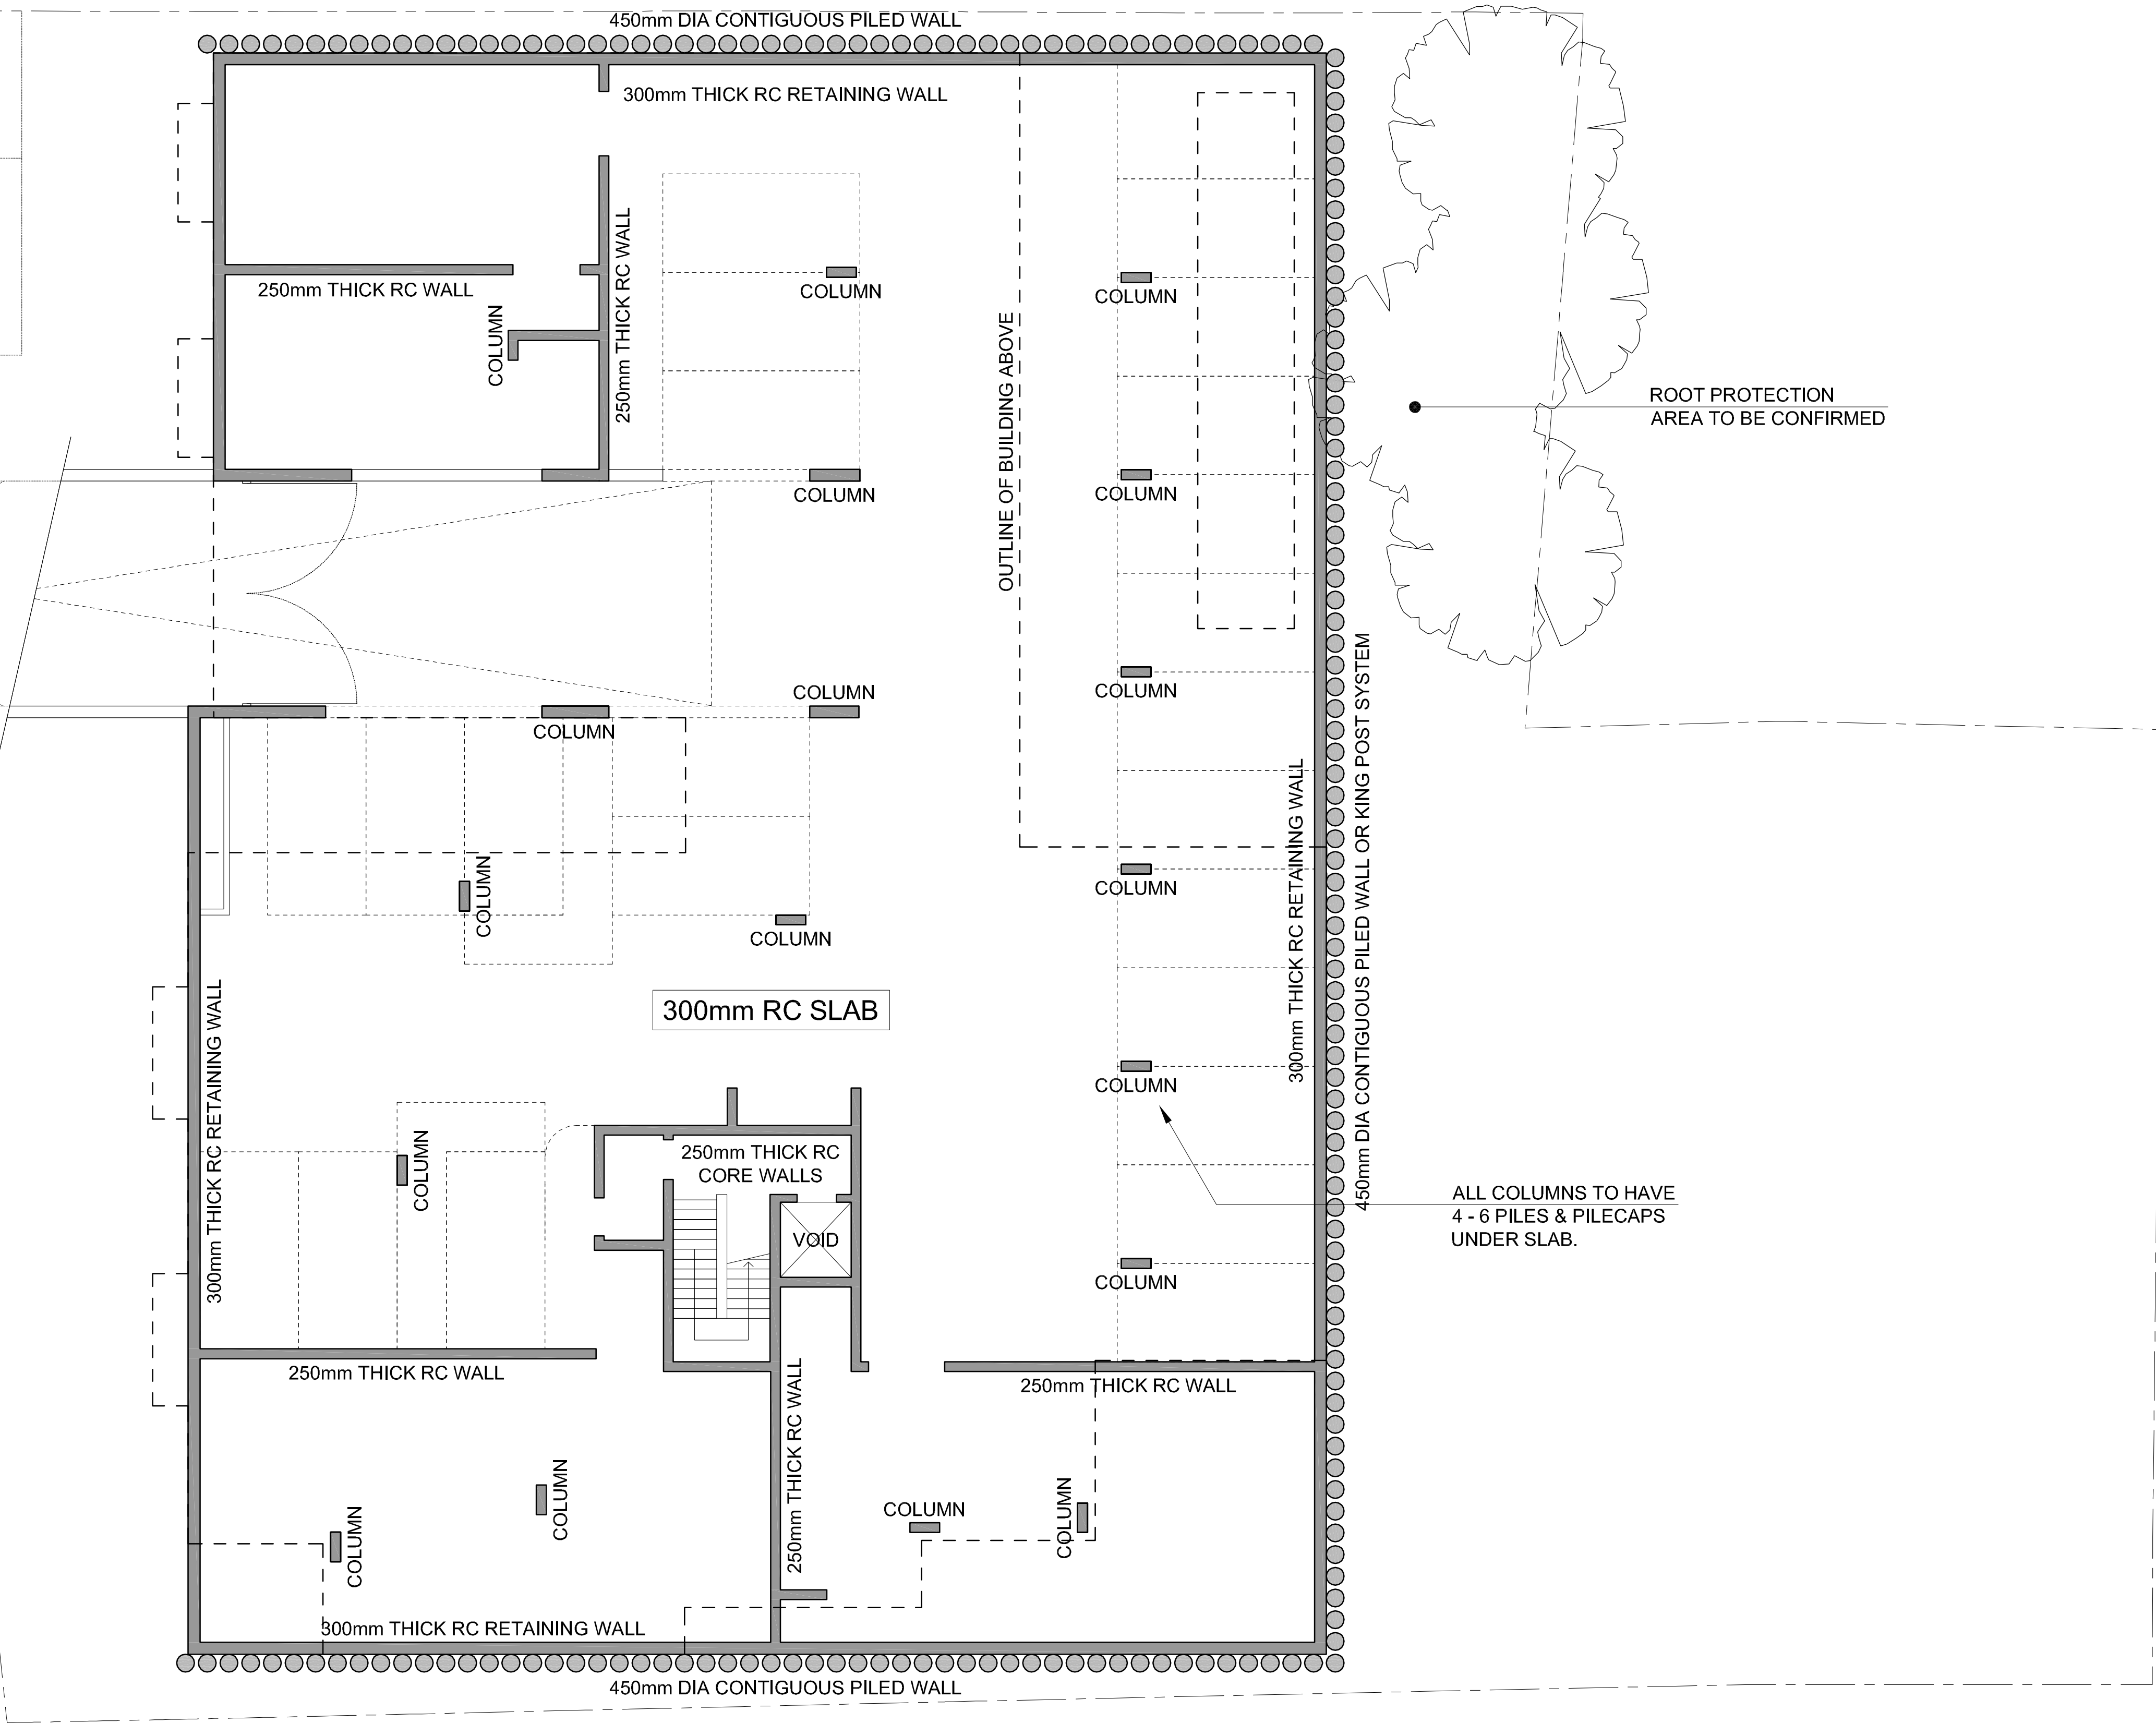 450mm DIA CONTIGUOUS PILED WALL
300mm THICK RC RETAINING WALL
250mm THICK RC WALL
250mm THICK RC WALL
COLUMN
COLUMN
COLUMN
OUTLINE OF BUILDING ABOVE
ROOT PROTECTION
AREA TO BE CONFIRMED
COLUMN
COLUMN
COLUMN
COLUMN
COLUMN
450mm DIA CONTIGUOUS PILED WALL OR KING POST SYSTEM
300mm THICK RC RETAINING WALL
COLUMN
COLUMN
COLUMN
300mm RC SLAB
300mm THICK RC RETAINING WALL
COLUMN
COLUMN
250mm THICK RC
CORE WALLS
VOID
ALL COLUMNS TO HAVE
4 - 6 PILES & PILECAPS
UNDER SLAB.
COLUMN
250mm THICK RC WALL
250mm THICK RC WALL
250mm THICK RC WALL
COLUMN
COLUMN
COLUMN
COLUMN
300mm THICK RC RETAINING WALL
450mm DIA CONTIGUOUS PILED WALL